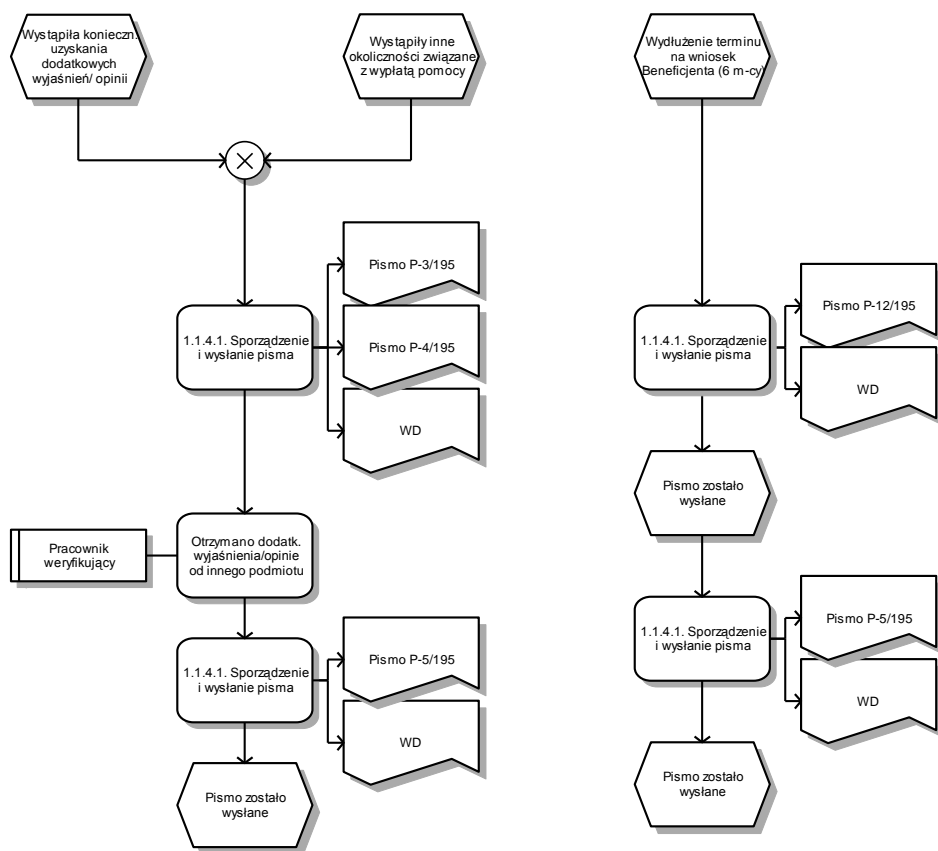 Wystąpiła konieczn.
uzyskania
dodatkowych
wyjaśnień/ opinii
Wystąpiły inne
okoliczności związane
z wypłatą pomocy
Pismo P-3/195
1.1.4.1. Sporządzenie
i wysłanie pisma
Pismo P-4/195
WD
Pracownik
weryfikujący
Otrzymano dodatk.
wyjaśnienia/opinie
od innego podmiotu
1.1.4.1. Sporządzenie
i wysłanie pisma
Pismo P-5/195
WD
Pismo zostało
wysłane
Wydłużenie terminu
na wniosek
Beneficjenta (6 m-cy)
1.1.4.1. Sporządzenie
i wysłanie pisma
Pismo P-12/195
WD
Pismo zostało
wysłane
1.1.4.1. Sporządzenie
i wysłanie pisma
Pismo P-5/195
WD
Pismo zostało
wysłane